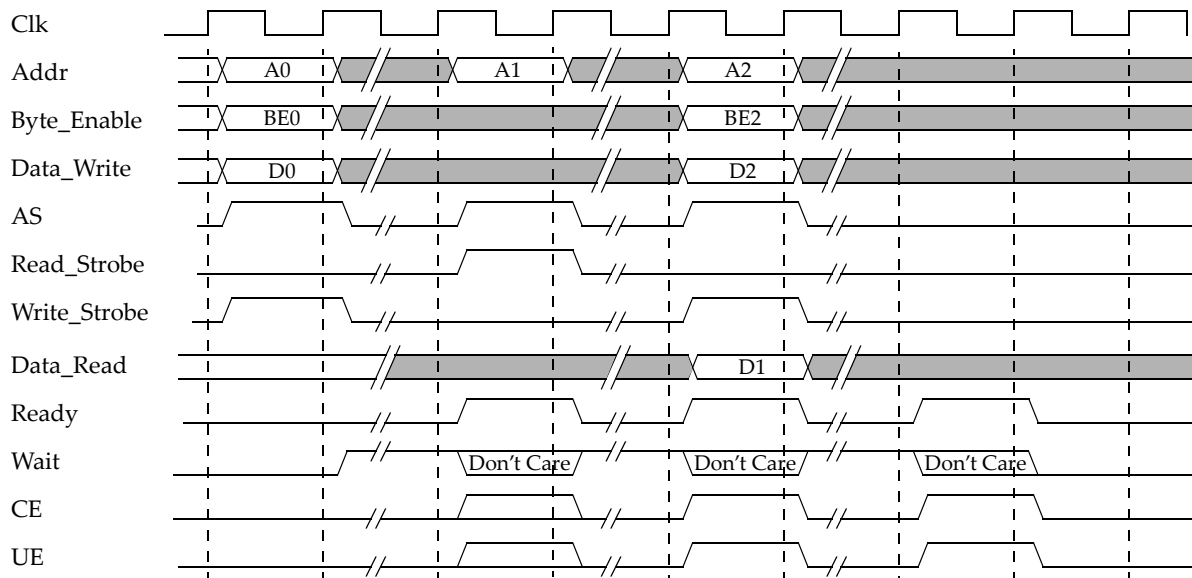 Clk
Addr A0 A1 A2
Byte_Enable BE0 BE2
Data_Write D0 D2
AS
Read_Strobe
Write_Strobe
Data_Read D1
Ready
Wait Don't Care Don't Care Don't Care
CE
UE